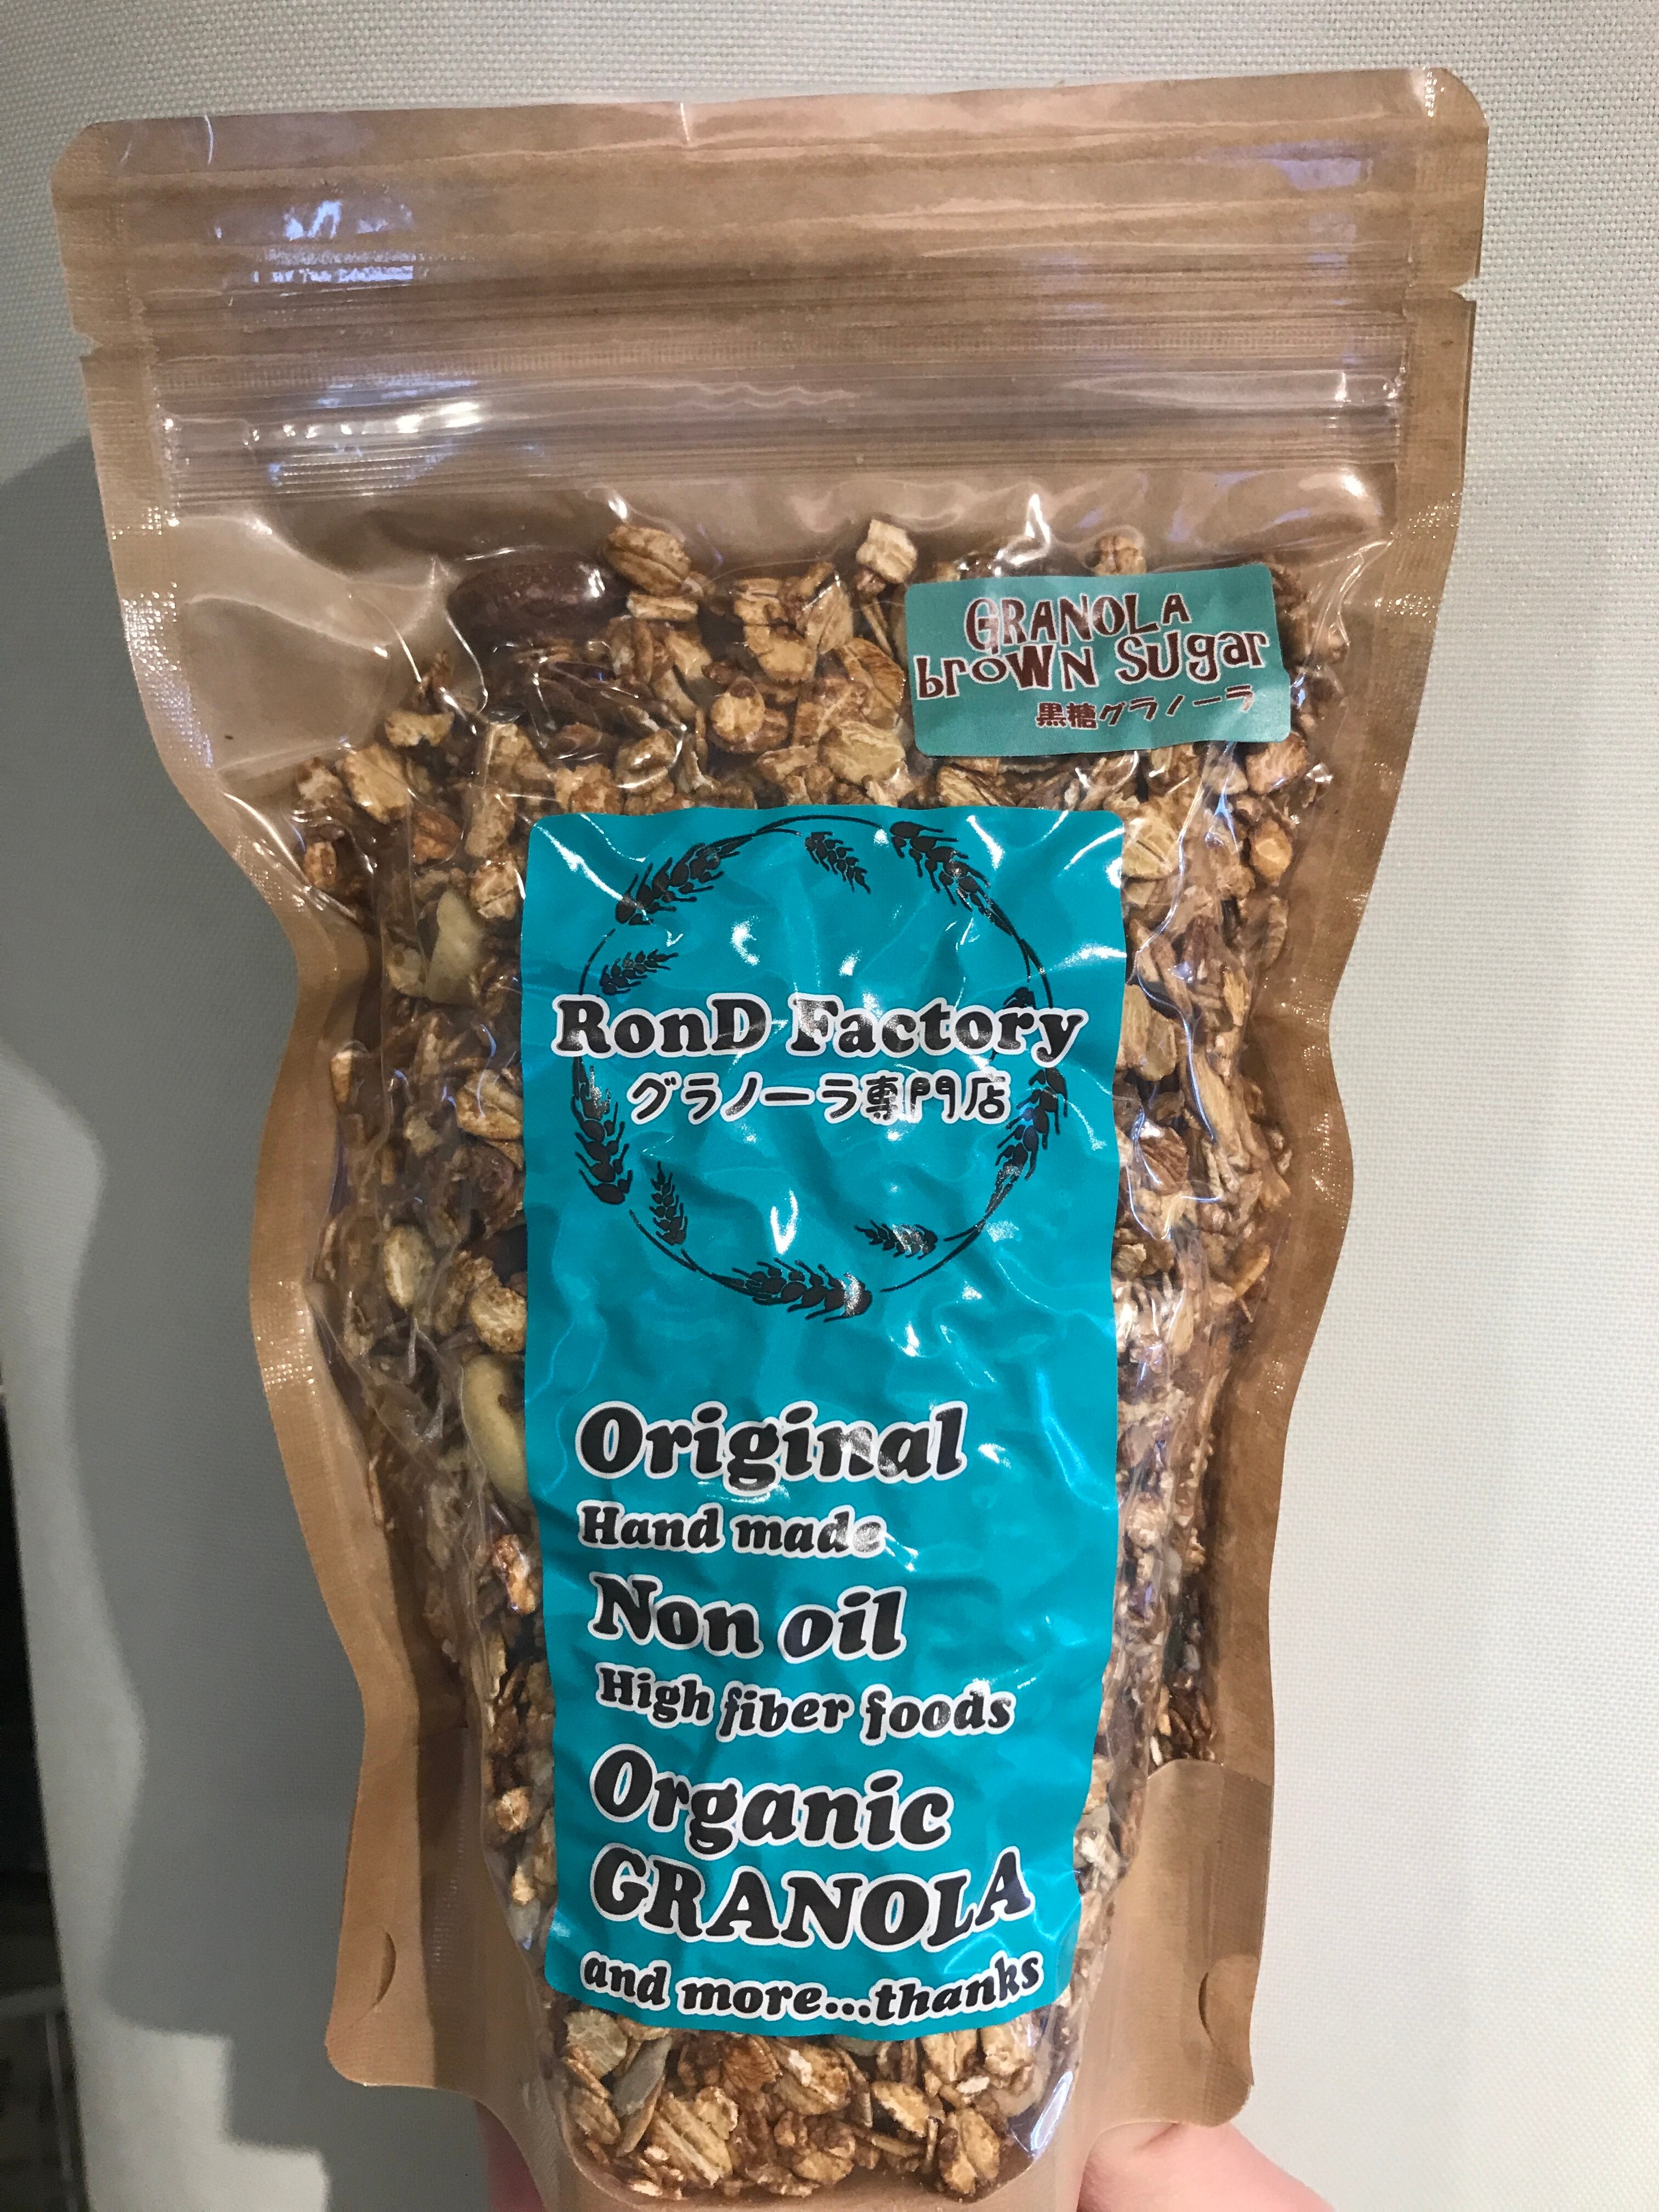 GRANOLA
brOWN SUgar
黒糖グラノーラ
RonD Factory
グラノーラ専門店
Original
Hand made
Non oil
High fiber foods
Organic
GRANOLA
and more...thanks